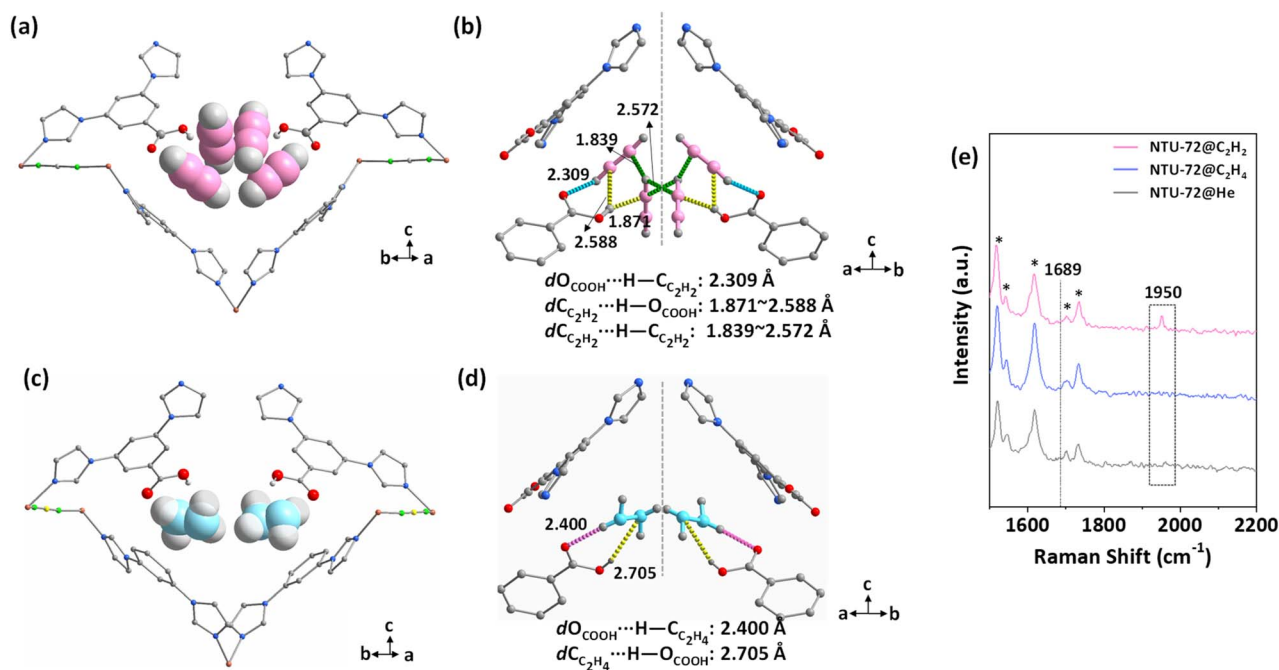 (a)
c
b a
(b)
2.572
1.839
2.309
1.871
2.588
c
a b
dO_COOH···H—C_C₂H₂: 2.309 Å
dC_C₂H₂···H—O_COOH: 1.871~2.588 Å
dC_C₂H₂···H—C_C₂H₂: 1.839~2.572 Å
(c)
c
b a
(d)
2.400
2.705
c
a b
dO_COOH···H—C_C₂H₄: 2.400 Å
dC_C₂H₄···H—O_COOH: 2.705 Å
(e)
NTU-72@C₂H₂
NTU-72@C₂H₄
NTU-72@He
* * * * *
1689
1950
Intensity (a.u.)
1600 1800 2000 2200
Raman Shift (cm⁻¹)